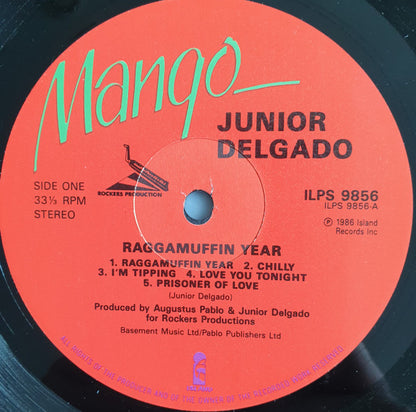 Mango
JUNIOR
DELGADO
SIDE ONE
33⅓ RPM
STEREO
ROCKERS PRODUCTION
ILPS 9856
ILPS 9856-A
℗ 1986 Island
Records Inc
RAGGAMUFFIN YEAR
1. RAGGAMUFFIN YEAR 2. CHILLY
3. I'M TIPPING 4. LOVE YOU TONIGHT
5. PRISONER OF LOVE
(Junior Delgado)
Produced by Augustus Pablo & Junior Delgado
for Rockers Productions
Basement Music Ltd/Pablo Publishers Ltd
ALL RIGHTS OF THE PRODUCER AND OF THE OWNER OF THE RECORDED WORK RESERVED.